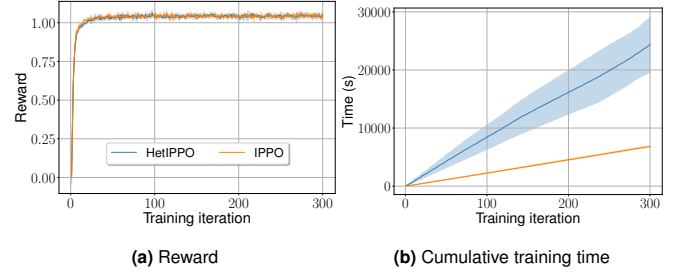 1.00
0.75
0.50
0.25
0.00
Reward
HetIPPO
IPPO
0
100
200
300
Training iteration
(a) Reward
30000
20000
10000
0
Time (s)
0
100
200
300
Training iteration
(b) Cumulative training time